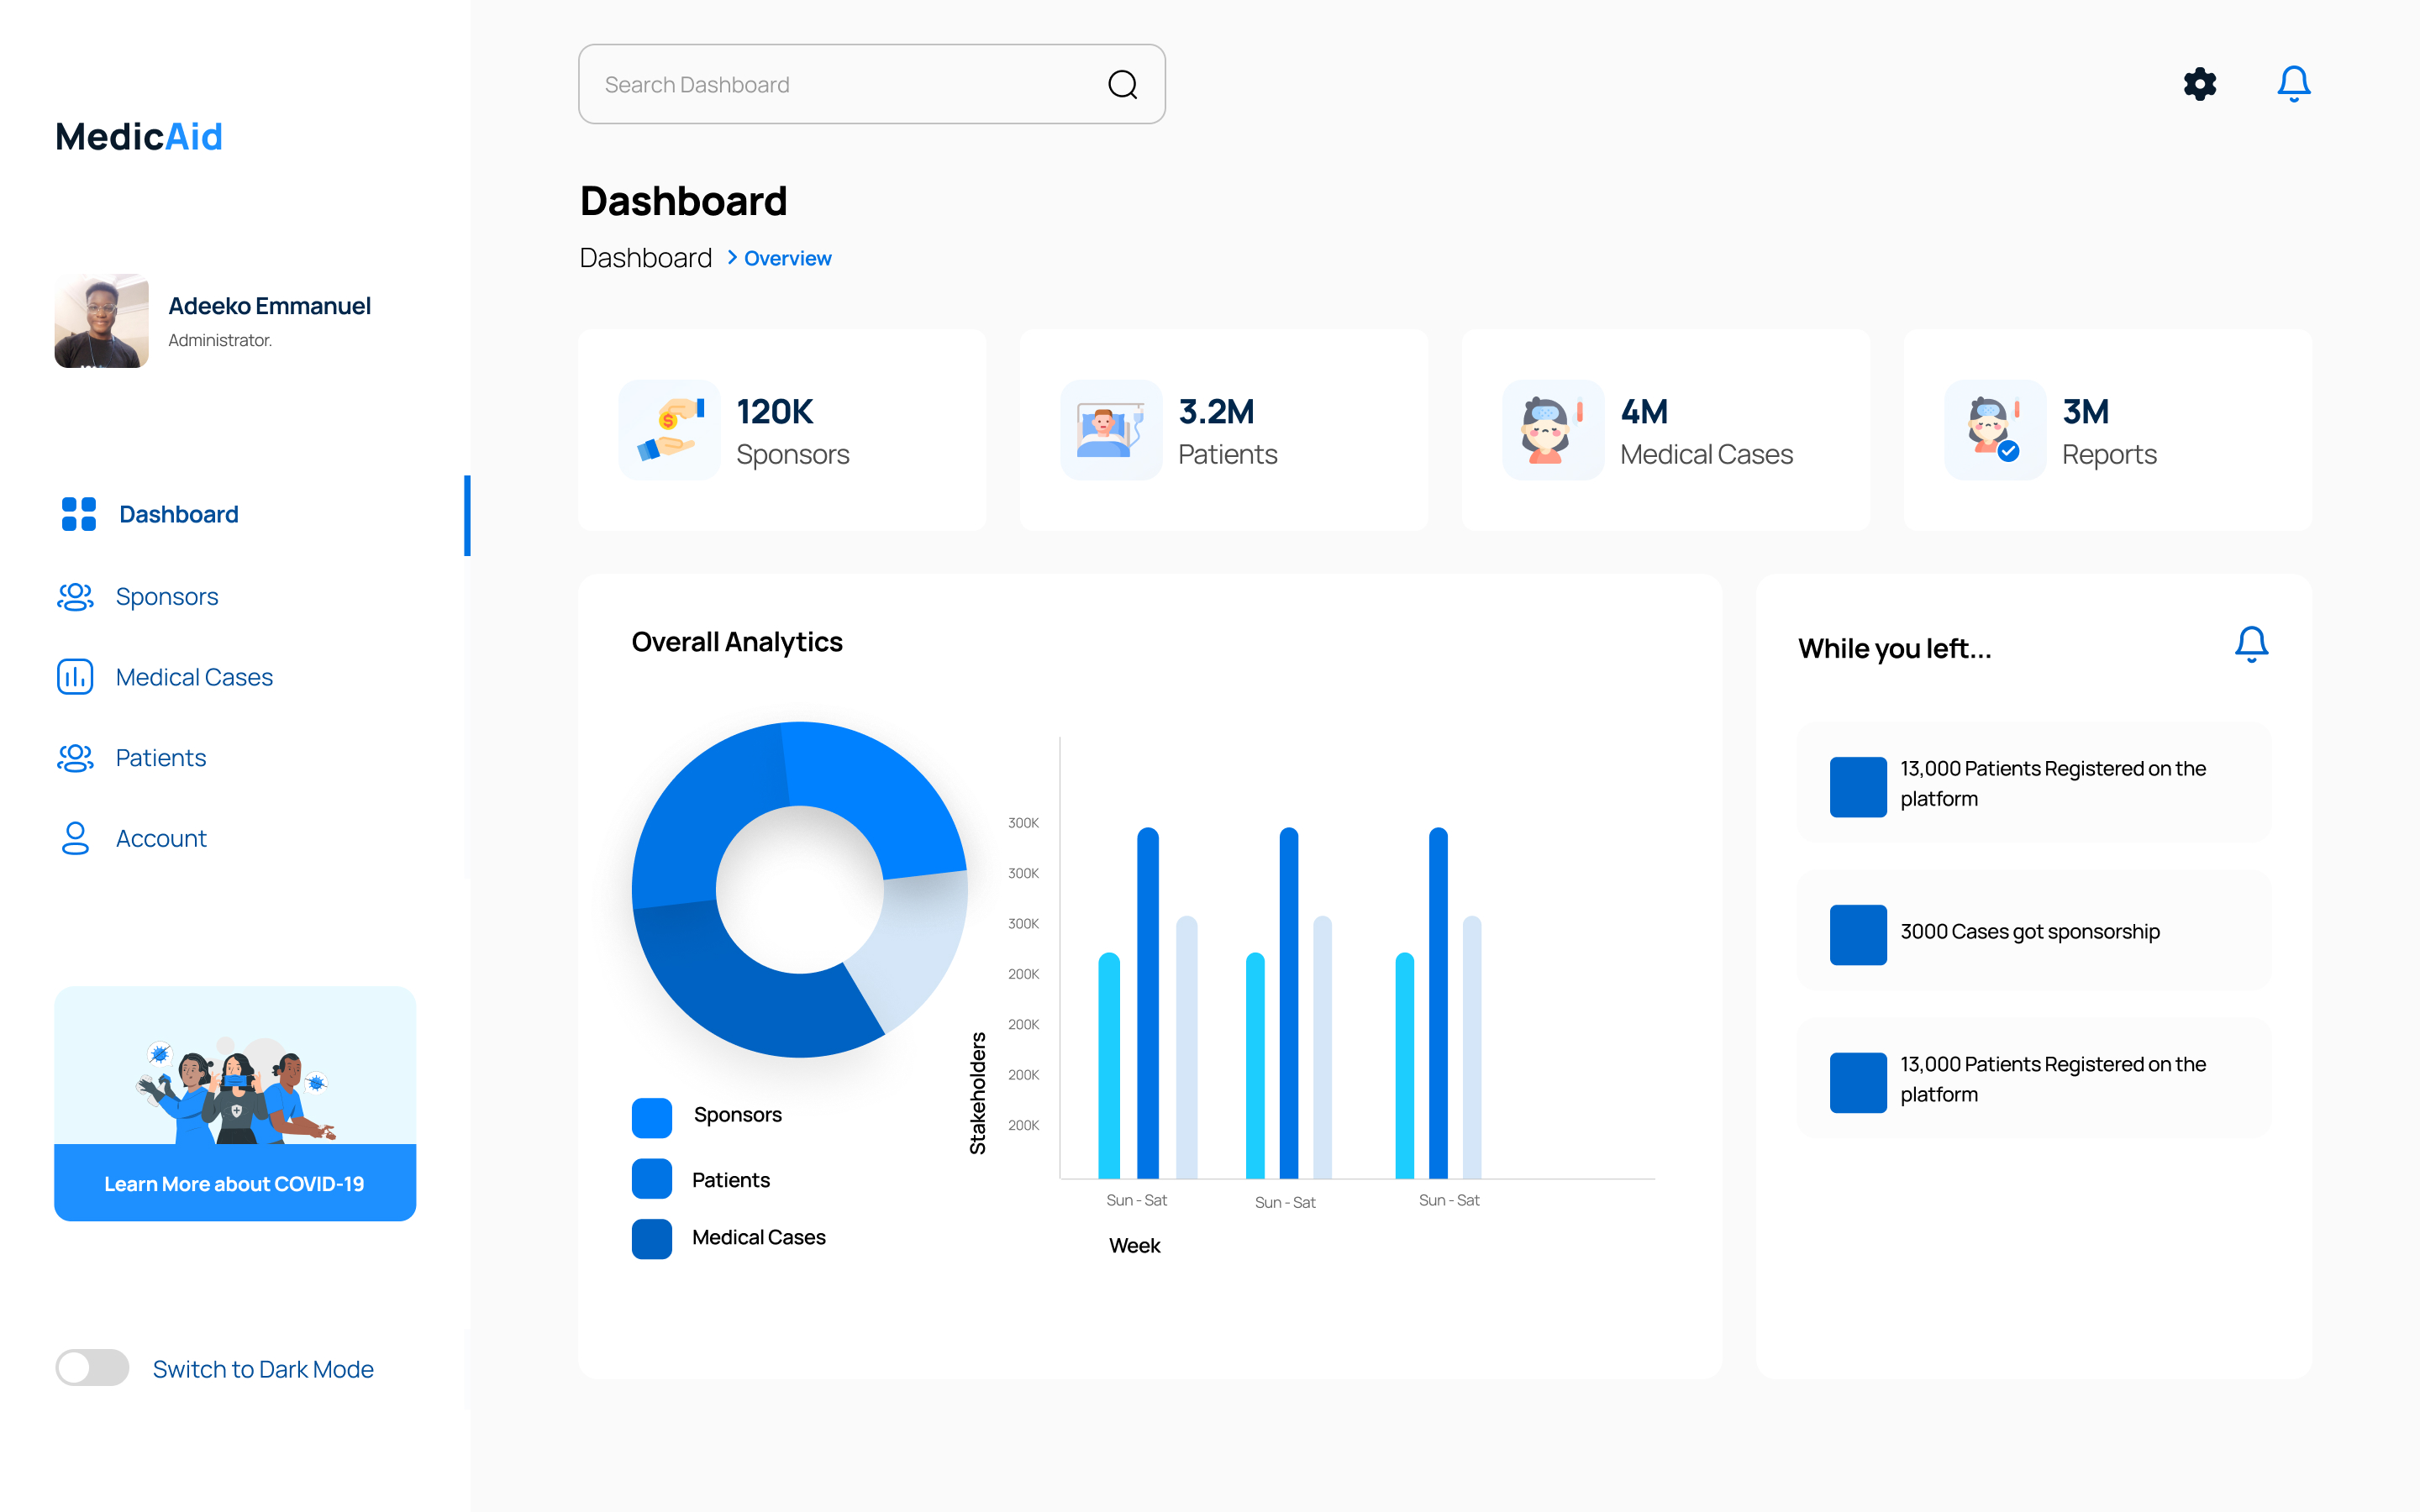 MedicAid
Adeeko Emmanuel
Administrator.
Dashboard
Sponsors
Medical Cases
Patients
Account
Learn More about COVID-19
Switch to Dark Mode
Search Dashboard
Dashboard
Dashboard Overview
120K
Sponsors
3.2M
Patients
4M
Medical Cases
3M
Reports
Overall Analytics
Sponsors
Patients
Medical Cases
Stakeholders
300K
300K
300K
200K
200K
200K
200K
Sun - Sat
Sun - Sat
Sun - Sat
Week
While you left...
13,000 Patients Registered on the
platform
3000 Cases got sponsorship
13,000 Patients Registered on the
platform